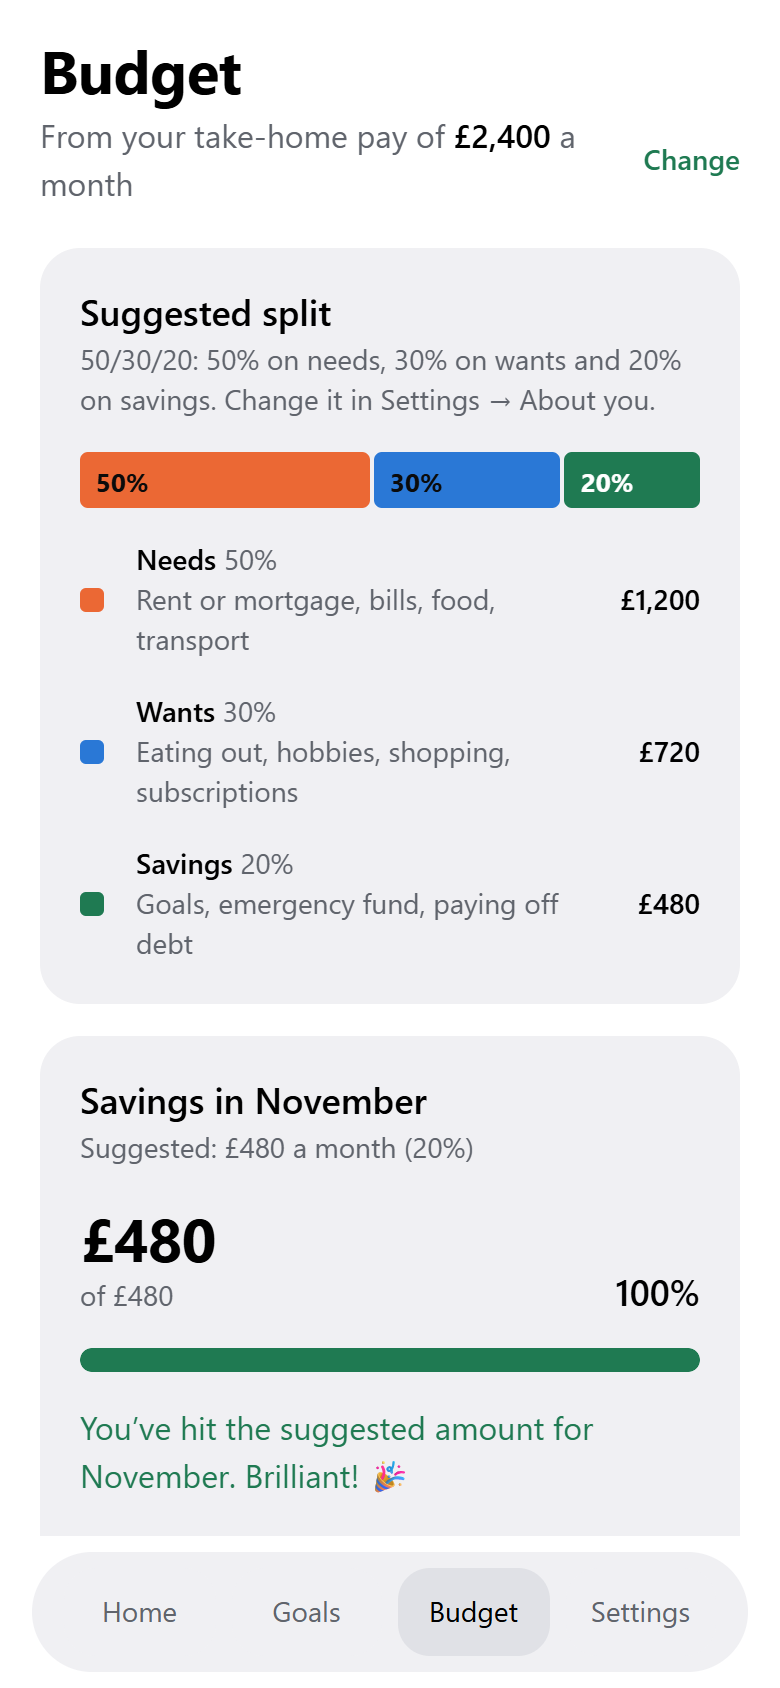 Budget
From your take-home pay of £2,400 a
month
Change
Suggested split
50/30/20: 50% on needs, 30% on wants and 20%
on savings. Change it in Settings → About you.
50% 30% 20%
Needs 50%
Rent or mortgage, bills, food,
transport
£1,200
Wants 30%
Eating out, hobbies, shopping,
subscriptions
£720
Savings 20%
Goals, emergency fund, paying off
debt
£480
Savings in November
Suggested: £480 a month (20%)
£480
of £480
100%
You’ve hit the suggested amount for
November. Brilliant! 🎉
Home Goals Budget Settings